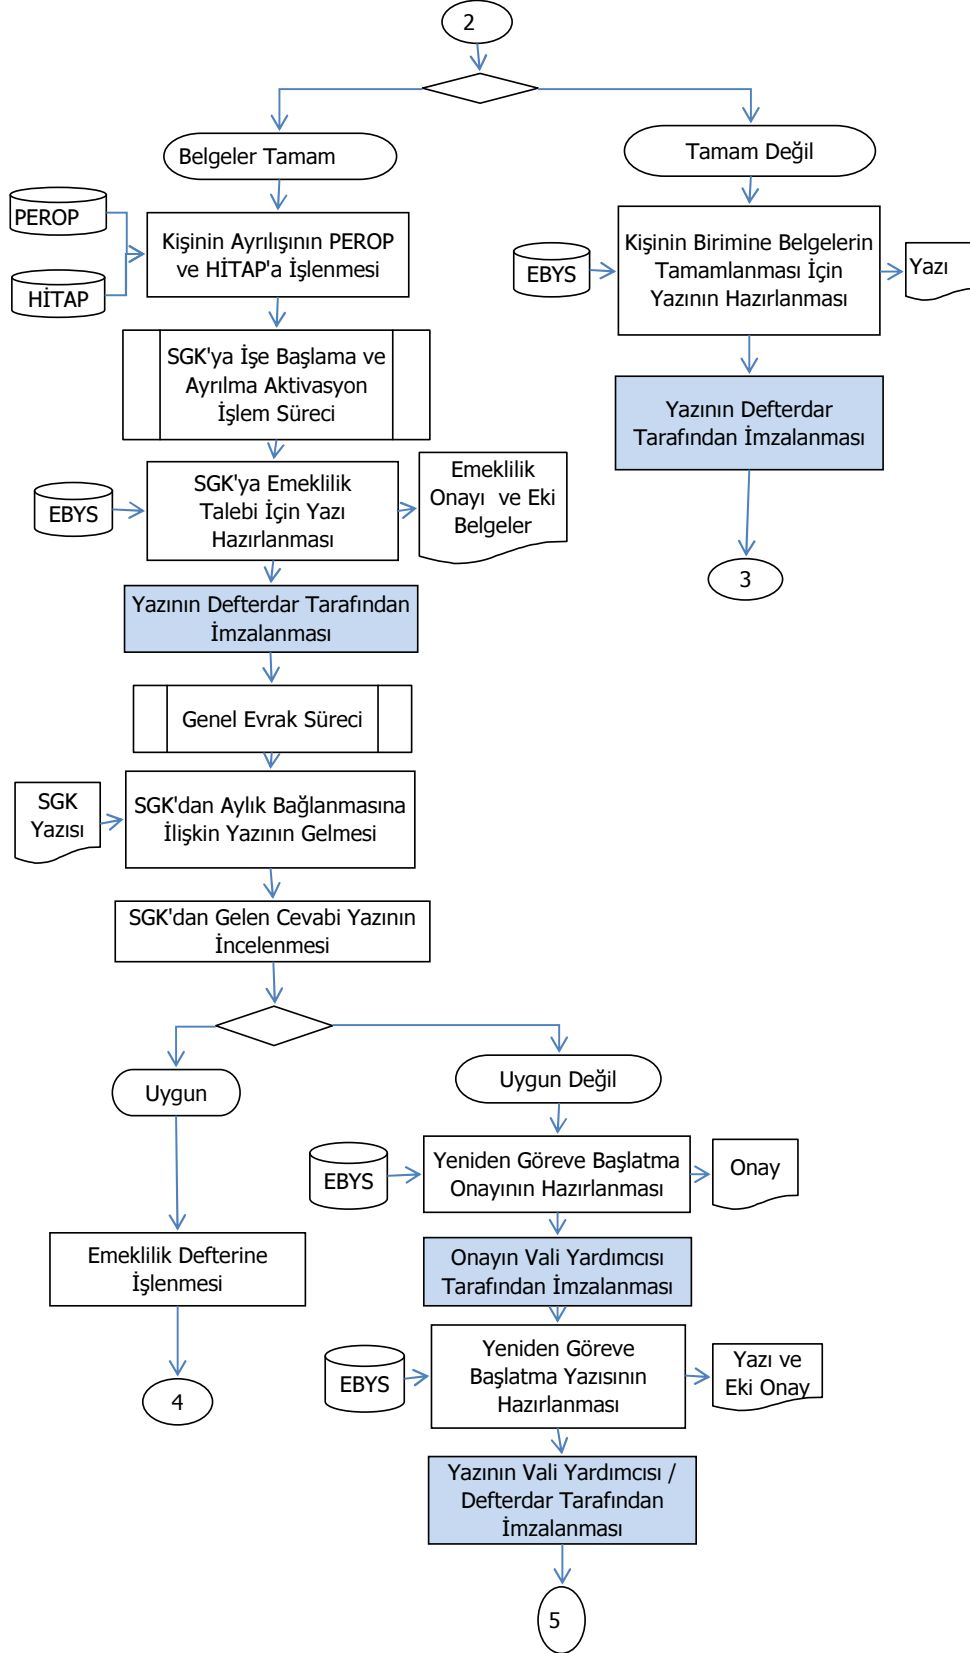 2
Belgeler Tamam
Tamam Değil
PEROP
HİTAP
Kişinin Ayrılışının PEROP
ve HİTAP'a İşlenmesi
EBYS
Kişinin Birimine Belgelerin
Tamamlanması İçin
Yazının Hazırlanması
Yazı
SGK'ya İşe Başlama ve
Ayrılma Aktivasyon
İşlem Süreci
Yazının Defterdar
Tarafından İmzalanması
EBYS
SGK'ya Emeklilik
Talebi İçin Yazı
Hazırlanması
Emeklilik
Onayı ve Eki
Belgeler
3
Yazının Defterdar Tarafından
İmzalanması
Genel Evrak Süreci
SGK
Yazısı
SGK'dan Aylık Bağlanmasına
İlişkin Yazının Gelmesi
SGK'dan Gelen Cevabi Yazının
İncelenmesi
Uygun
Uygun Değil
EBYS
Yeniden Göreve Başlatma
Onayının Hazırlanması
Onay
Emeklilik Defterine
İşlenmesi
Onayın Vali Yardımcısı
Tarafından İmzalanması
4
EBYS
Yeniden Göreve
Başlatma Yazısının
Hazırlanması
Yazı ve
Eki Onay
Yazının Vali Yardımcısı /
Defterdar Tarafından
İmzalanması
5